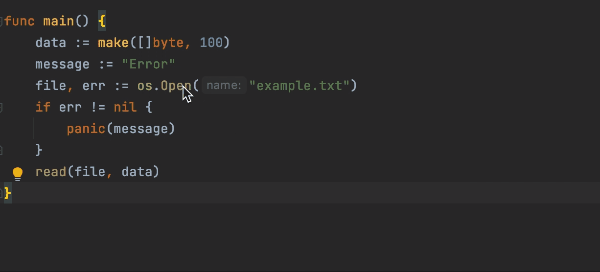 func main() {
    data := make([]byte, 100)
    message := "Error"
    file, err := os.Open( name: "example.txt")
    if err != nil {
        panic(message)
    }
    read(file, data)
}